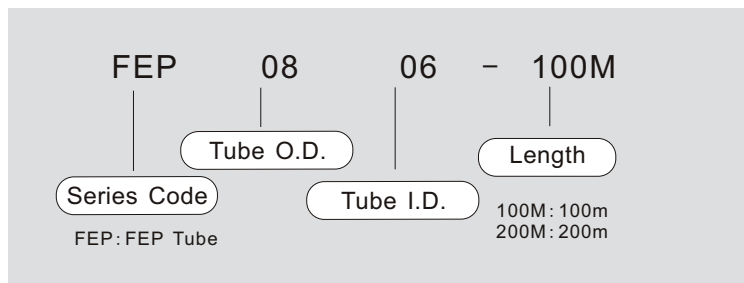 FEP 08 06 – 100M
Tube O.D.
Length
Series Code
Tube I.D.
100M:100m
FEP:FEP Tube
200M:200m